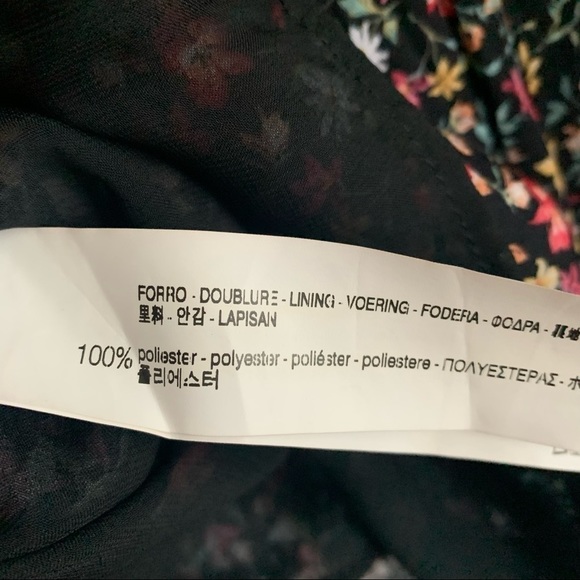 FORRO - DOUBLURE - LINING - VOERING - FODERA - ΦΟΔΡΑ -
里料 - 안감 - LAPISAN
100% poliester - polyester - poliéster - poliestere - ΠΟΛΥΕΣΤΕΡΑΣ -
폴리에스터